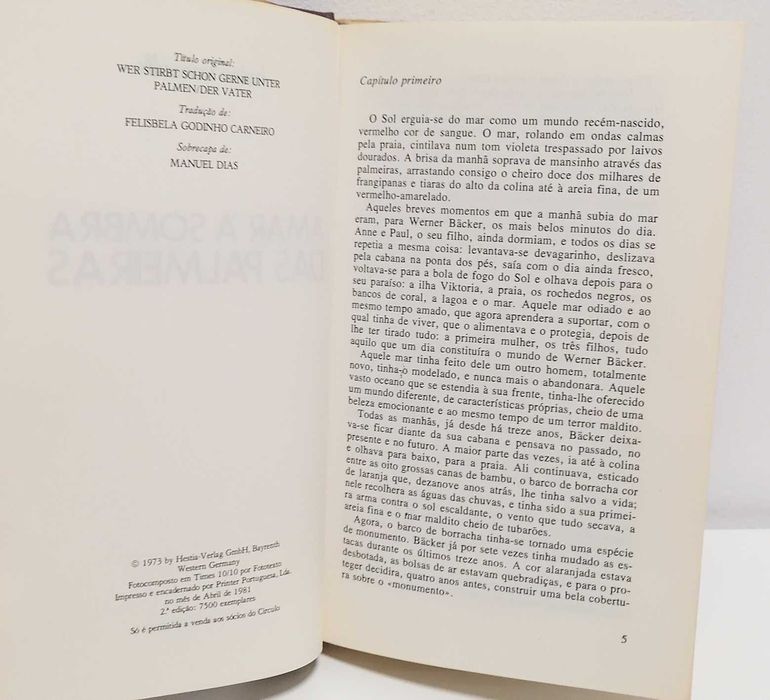 Título original:
WER STIRBT SCHON GERNE UNTER
PALMEN/DER VATER
Tradução de:
FELISBELA GODINHO CARNEIRO
Sobrecapa de:
MANUEL DIAS
AMAR À SOMBRA
DAS PALMEIRAS
© 1973 by Hestia-Verlag GmbH, Bayrenth
Western Germany
Fotocomposto em Times 10/10 por Fototexto
Impresso e encadernado por Printer Portuguesa, Lda.
no mês de Abril de 1981
2.ª edição: 7500 exemplares
Só é permitida a venda aos sócios do Círculo
Capítulo primeiro
O Sol erguia-se do mar como um mundo recém-nascido,
vermelho cor de sangue. O mar, rolando em ondas calmas
pela praia, cintilava num tom violeta trespassado por laivos
dourados. A brisa da manhã soprava de mansinho através das
palmeiras, arrastando consigo o cheiro doce dos milhares de
frangipanas e tiaras do alto da colina até à areia fina, de um
vermelho-amarelado.
Aqueles breves momentos em que a manhã subia do mar
eram, para Werner Bäcker, os mais belos minutos do dia.
Anne e Paul, o seu filho, ainda dormiam, e todos os dias se
repetia a mesma coisa: levantava-se devagarinho, deslizava
pela cabana na ponta dos pés, saía com o dia ainda fresco,
voltava-se para a bola de fogo do Sol e olhava depois para o
seu paraíso: a ilha Viktoria, a praia, os rochedos negros, os
bancos de coral, a lagoa e o mar. Aquele mar odiado e ao
mesmo tempo amado, que agora aprendera a suportar, com o
qual tinha de viver, que o alimentava e o protegia, depois de
lhe ter tirado tudo: a primeira mulher, os três filhos, tudo
aquilo que um dia constituíra o mundo de Werner Bäcker.
Aquele mar tinha feito dele um outro homem, totalmente
novo, tinha-o modelado, e nunca mais o abandonara. Aquele
vasto oceano que se estendia à sua frente, tinha-lhe oferecido
um mundo diferente, de características próprias, cheio de uma
beleza emocionante e ao mesmo tempo de um terror maldito.
Todas as manhãs, já desde há treze anos, Bäcker deixa-
va-se ficar diante da sua cabana e pensava no passado, no
presente e no futuro. A maior parte das vezes, ia até à colina
e olhava para baixo, para a praia. Ali continuava, esticado
entre as oito grossas canas de bambu, o barco de borracha cor
de laranja que, dezanove anos atrás, lhe tinha salvo a vida;
nele recolhera as águas das chuvas, e tinha sido a sua primei-
ra arma contra o sol escaldante, o vento que tudo secava, a
areia fina e o mar maldito cheio de tubarões.
Agora, o barco de borracha tinha-se tornado uma espécie
de monumento. Bäcker já por sete vezes tinha mudado as es-
tacas durante os últimos treze anos. A cor alaranjada estava
desbotada, as bolsas de ar estavam quebradiças, e para o pro-
teger decidira, quatro anos antes, construir uma bela cobertu-
ra sobre o «monumento».
5